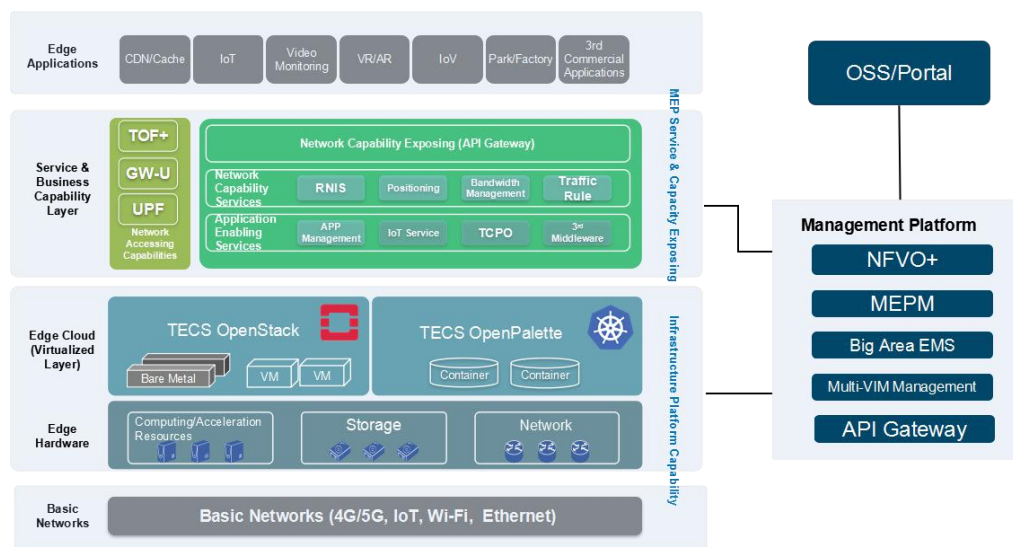 Edge
Applications
CDN/Cache
IoT
Video
Monitoring
VR/AR
IoV
Park/Factory
3rd
Commercial
Applications
MEP Service & Capacity Exposing
Service &
Business
Capability
Layer
TOF+
GW-U
UPF
Network
Accessing
Capabilities
Network Capability Exposing (API Gateway)
Network
Capability
Services
RNIS
Positioning
Bandwidth
Management
Traffic
Rule
Application
Enabling
Services
APP
Management
IoT Service
TCPO
3rd
Middleware
Edge Cloud
(Virtualized
Layer)
TECS OpenStack
Bare Metal
VM
VM
TECS OpenPalette
Container
Container
Infrastructure Platform Capability
Edge
Hardware
Computing/Acceleration
Resources
Storage
Network
Basic
Networks
Basic Networks (4G/5G, IoT, Wi-Fi, Ethernet)
OSS/Portal
Management Platform
NFVO+
MEPM
Big Area EMS
Multi-VIM Management
API Gateway